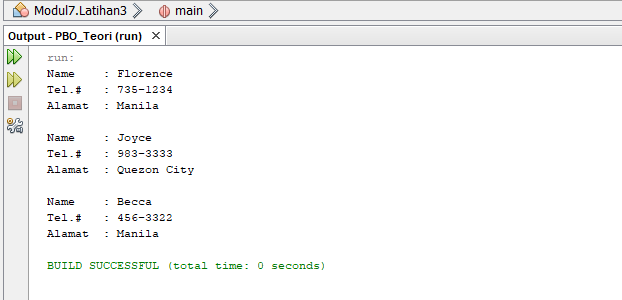 Modul7.Latihan3 main
Output - PBO_Teori (run) ×
run:
Name    : Florence
Tel.#   : 735-1234
Alamat  : Manila
Name    : Joyce
Tel.#   : 983-3333
Alamat  : Quezon City
Name    : Becca
Tel.#   : 456-3322
Alamat  : Manila
BUILD SUCCESSFUL (total time: 0 seconds)